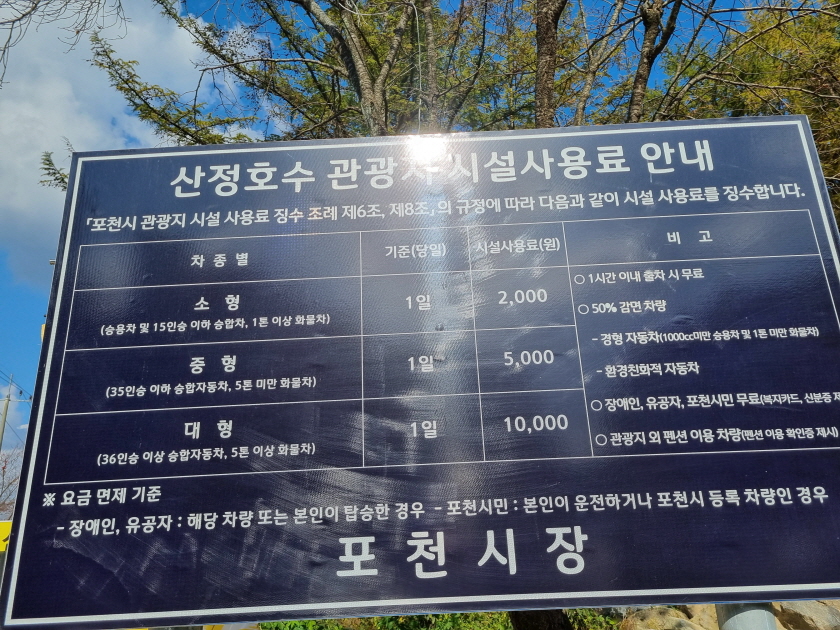 산정호수 관광지 시설사용료 안내
「포천시 관광지 시설 사용료 징수 조례 제6조, 제8조」의 규정에 따라 다음과 같이 시설 사용료를 징수합니다.
차 종 별 기준(당일) 시설사용료(원) 비 고
소 형 1일 2,000
(승용차 및 15인승 이하 승합차, 1톤 이상 화물차)
중 형 1일 5,000
(35인승 이하 승합자동차, 5톤 미만 화물차)
대 형 1일 10,000
(36인승 이상 승합자동차, 5톤 이상 화물차)
○ 1시간 이내 출차 시 무료
○ 50% 감면 차량
- 경형 자동차(1000cc미만 승용차 및 1톤 미만 화물차)
- 환경친화적 자동차
○ 장애인, 유공자, 포천시민 무료(복지카드, 신분증 제
○ 관광지 외 펜션 이용 차량(펜션 이용 확인증 제시)
※ 요금 면제 기준
- 장애인, 유공자 : 해당 차량 또는 본인이 탑승한 경우 - 포천시민 : 본인이 운전하거나 포천시 등록 차량인 경우
포 천 시 장